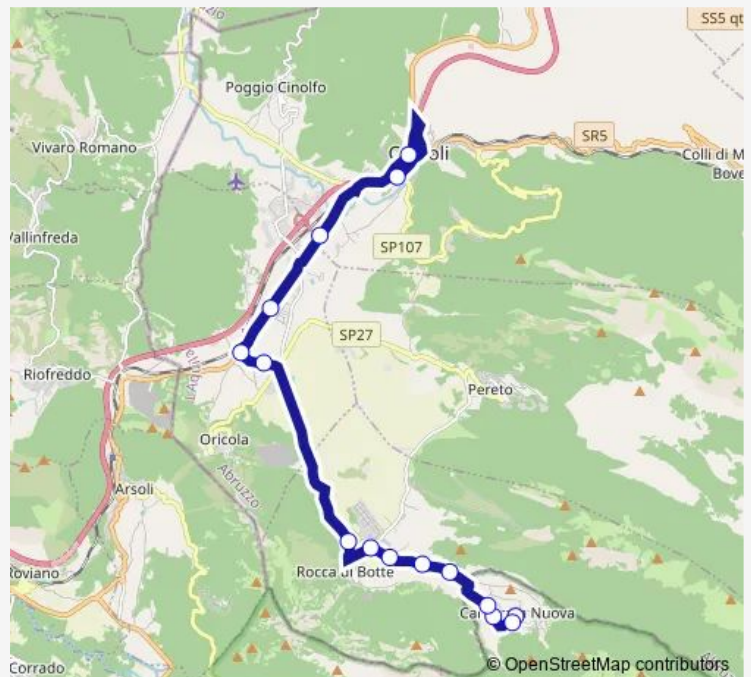 zio
SS5 qt
Poggio Cinolfo
SR5
Vivaro Romano
Colli di M
Bove
Vallinfreda
SP107
SP27
Riofreddo
Pereto
Oricola
Abruzzo
Arsoli
Roviano
Rocca di Botte
Nuova
Corrado
© OpenStreetMap contributors